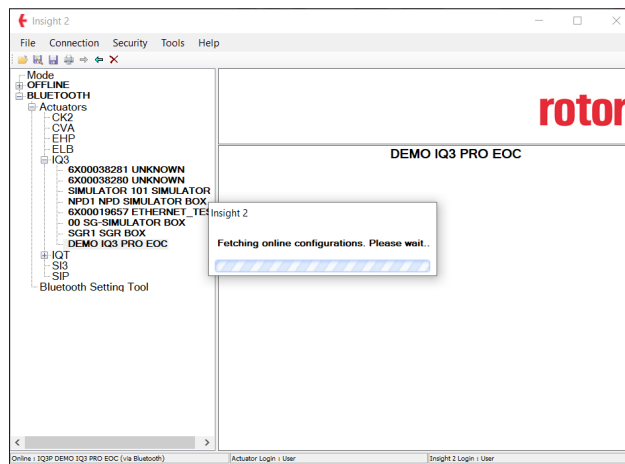 Insight 2
File Connection Security Tools Help
Mode
OFFLINE
BLUETOOTH
Actuators
CK2
CVA
EHP
ELB
IQ3
6X00038281 UNKNOWN
6X00038280 UNKNOWN
SIMULATOR 101 SIMULATOR
NPD1 NPD SIMULATOR BOX
6X00019657 ETHERNET_TES
00 SG-SIMULATOR BOX
SGR1 SGR BOX
DEMO IQ3 PRO EOC
IQT
SI3
SIP
Bluetooth Setting Tool
rotor
DEMO IQ3 PRO EOC
Insight 2
Fetching online configurations. Please wait..
Online : IQ3P DEMO IQ3 PRO EOC (via Bluetooth)
Actuator Login : User
Insight 2 Login : User